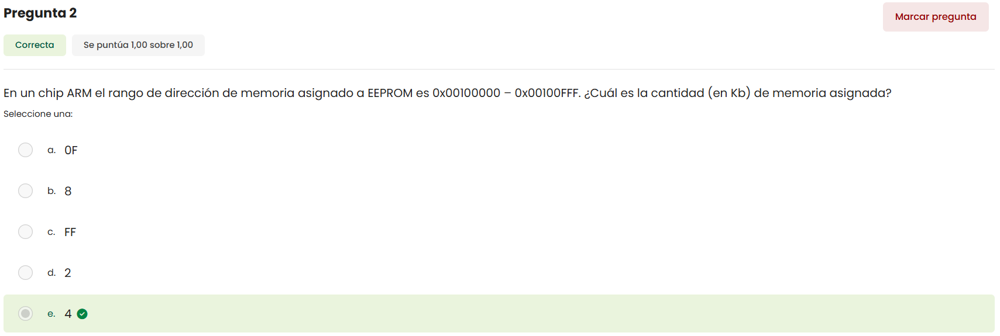 Pregunta 2
Marcar pregunta
Correcta
Se puntúa 1,00 sobre 1,00
En un chip ARM el rango de dirección de memoria asignado a EEPROM es 0x00100000 – 0x00100FFF. ¿Cuál es la cantidad (en Kb) de memoria asignada?
Seleccione una:
a. 0F
b. 8
c. FF
d. 2
e. 4